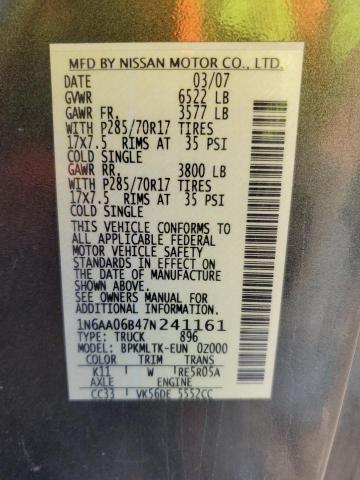 MFD BY NISSAN MOTOR CO., LTD.
DATE 03/07
GVWR 6522 LB
GAWR FR. 3577 LB
WITH P285/70R17 TIRES
17X7.5 RIMS AT 35 PSI
COLD SINGLE
GAWR RR. 3800 LB
WITH P285/70R17 TIRES
17X7.5 RIMS AT 35 PSI
COLD SINGLE
THIS VEHICLE CONFORMS TO
ALL APPLICABLE FEDERAL
MOTOR VEHICLE SAFETY
STANDARDS IN EFFECT ON
THE DATE OF MANUFACTURE
SHOWN ABOVE.
SEE OWNERS MANUAL FOR
ADDITIONAL INFORMATION.
1N6AA06B47N241161
TYPE: TRUCK 896
MODEL: BPKMLTK-EUN 0Z000
COLOR TRIM TRANS
K11 W RE5R05A
AXLE ENGINE
CC33 VK56DE 5552CC